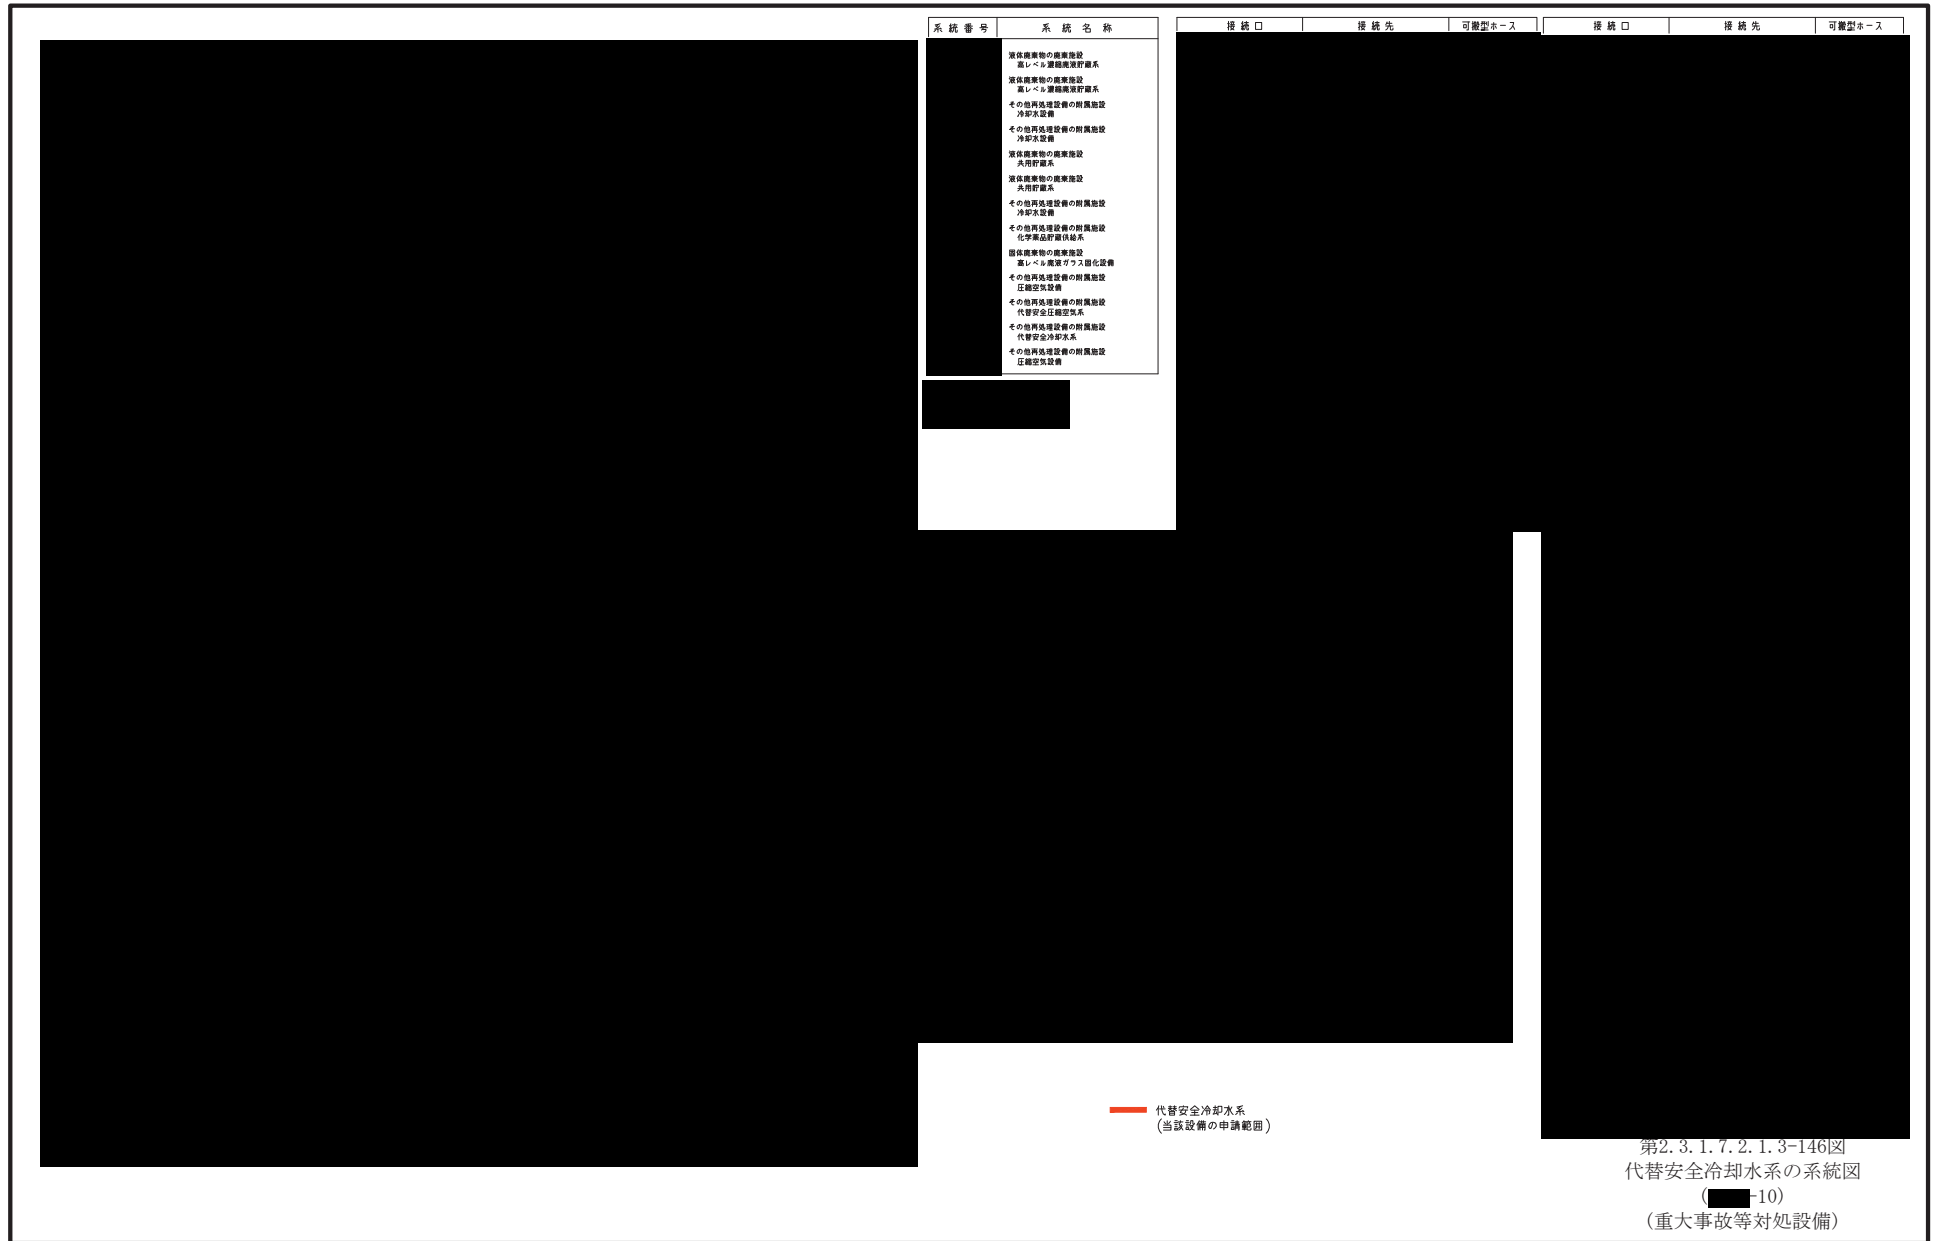 系統番号 系統名称
液体廃棄物の廃棄施設
高レベル濃縮廃液貯蔵系
液体廃棄物の廃棄施設
高レベル濃縮廃液貯蔵系
その他再処理設備の附属施設
冷却水設備
その他再処理設備の附属施設
冷却水設備
液体廃棄物の廃棄施設
共用貯蔵系
液体廃棄物の廃棄施設
共用貯蔵系
その他再処理設備の附属施設
冷却水設備
その他再処理設備の附属施設
化学薬品貯蔵供給系
固体廃棄物の廃棄施設
高レベル廃液ガラス固化設備
その他再処理設備の附属施設
圧縮空気設備
その他再処理設備の附属施設
代替安全圧縮空気系
その他再処理設備の附属施設
代替安全冷却水系
その他再処理設備の附属施設
圧縮空気設備
接続口 接続先 可搬型ホース 接続口 接続先 可搬型ホース
代替安全冷却水系
(当該設備の申請範囲)
第2.3.1.7.2.1.3-146図
代替安全冷却水系の系統図
( -10)
(重大事故等対処設備)